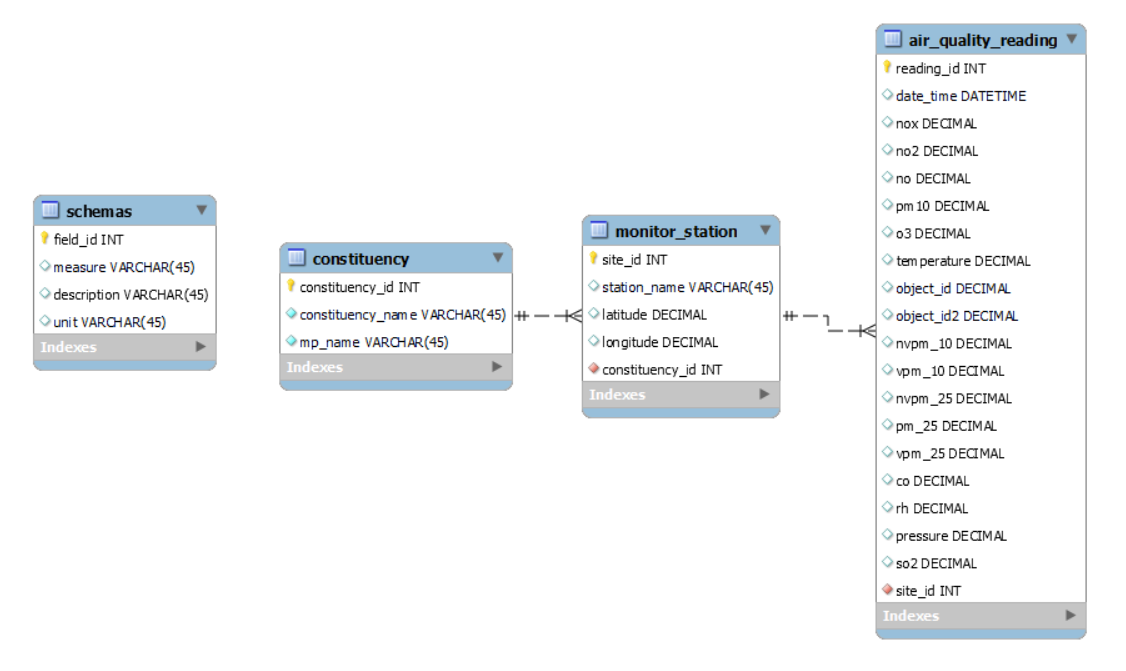 schemas
field_id INT
measure VARCHAR(45)
description VARCHAR(45)
unit VARCHAR(45)
Indexes
constituency
constituency_id INT
constituency_name VARCHAR(45)
mp_name VARCHAR(45)
Indexes
monitor_station
site_id INT
station_name VARCHAR(45)
latitude DECIMAL
longitude DECIMAL
constituency_id INT
Indexes
air_quality_reading
reading_id INT
date_time DATETIME
nox DECIMAL
no2 DECIMAL
no DECIMAL
pm10 DECIMAL
o3 DECIMAL
temperature DECIMAL
object_id DECIMAL
object_id2 DECIMAL
nvpm_10 DECIMAL
vpm_10 DECIMAL
nvpm_25 DECIMAL
pm_25 DECIMAL
vpm_25 DECIMAL
co DECIMAL
rh DECIMAL
pressure DECIMAL
so2 DECIMAL
site_id INT
Indexes